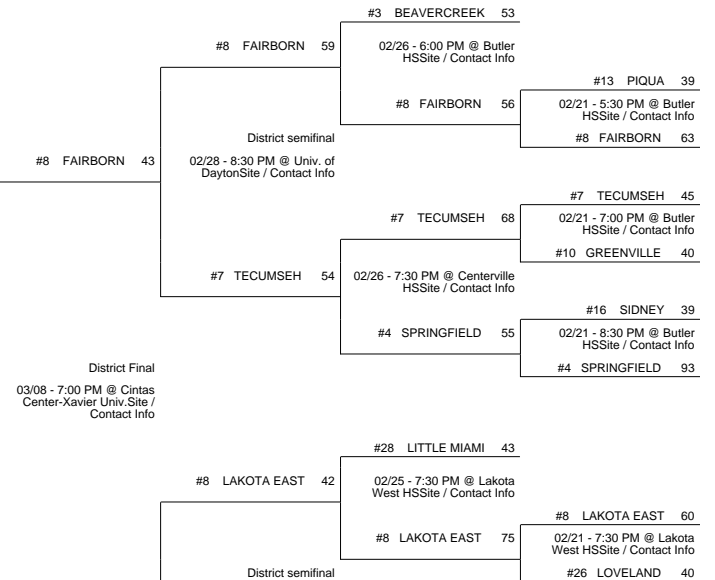 #3 BEAVERCREEK 53
#8 FAIRBORN 59
02/26 - 6:00 PM @ Butler
HSSite / Contact Info
#13 PIQUA 39
#8 FAIRBORN 56
02/21 - 5:30 PM @ Butler
HSSite / Contact Info
District semifinal
#8 FAIRBORN 63
#8 FAIRBORN 43
02/28 - 8:30 PM @ Univ. of
DaytonSite / Contact Info
#7 TECUMSEH 45
#7 TECUMSEH 68
02/21 - 7:00 PM @ Butler
HSSite / Contact Info
#10 GREENVILLE 40
#7 TECUMSEH 54
02/26 - 7:30 PM @ Centerville
HSSite / Contact Info
#16 SIDNEY 39
#4 SPRINGFIELD 55
02/21 - 8:30 PM @ Butler
HSSite / Contact Info
District Final
#4 SPRINGFIELD 93
03/08 - 7:00 PM @ Cintas
Center-Xavier Univ.Site /
Contact Info
#28 LITTLE MIAMI 43
#8 LAKOTA EAST 42
02/25 - 7:30 PM @ Lakota
West HSSite / Contact Info
#8 LAKOTA EAST 60
#8 LAKOTA EAST 75
02/21 - 7:30 PM @ Lakota
West HSSite / Contact Info
District semifinal
#26 LOVELAND 40